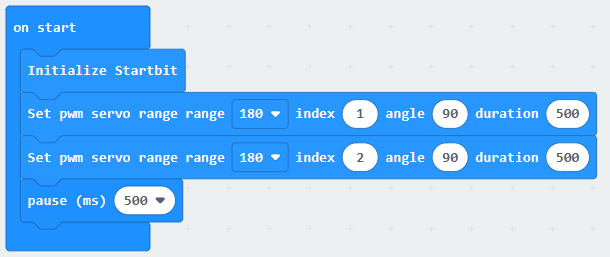 on start
Initialize Startbit
Set pwm servo range range 180 index 1 angle 90 duration 500
Set pwm servo range range 180 index 2 angle 90 duration 500
pause (ms) 500